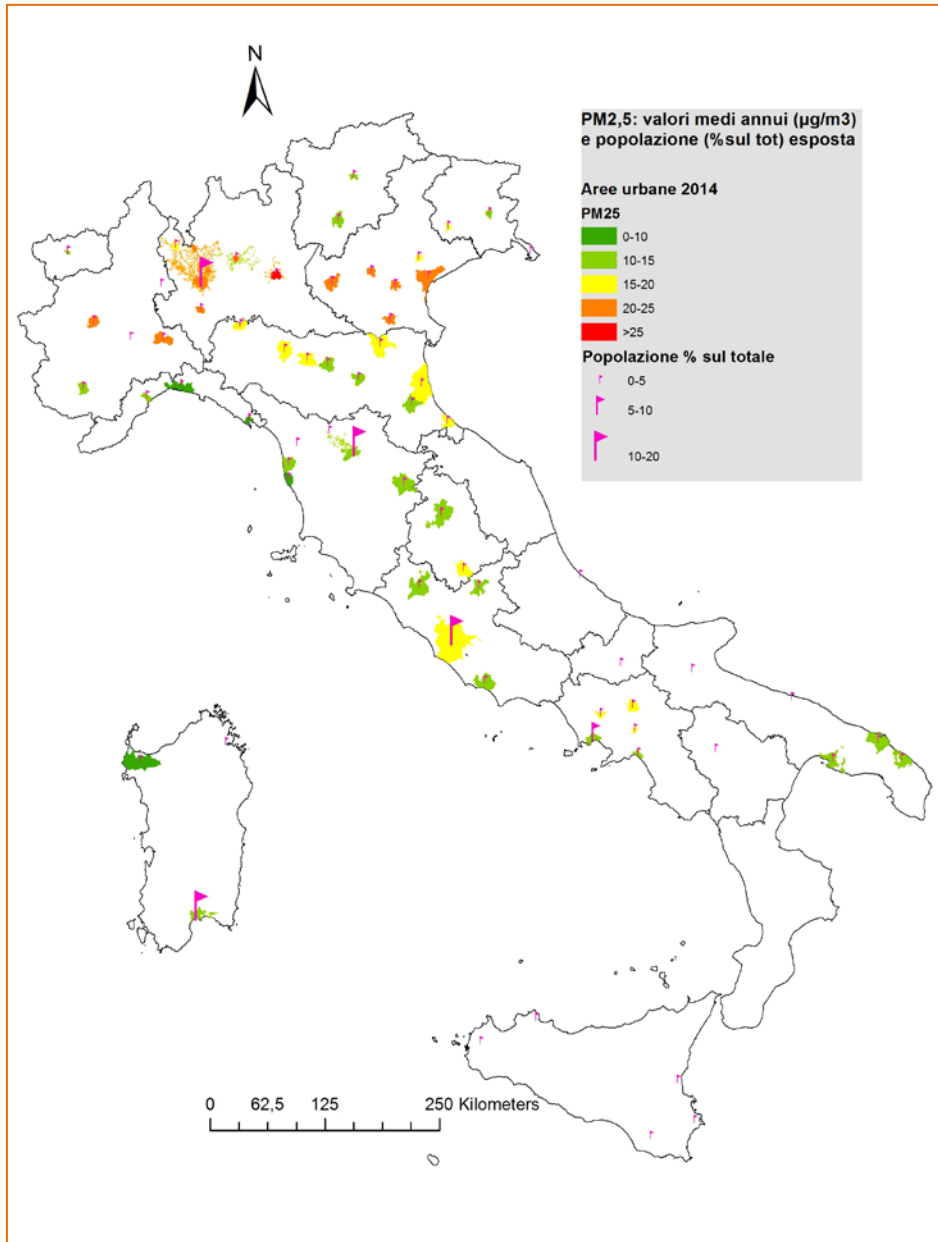 N
PM2,5: valori medi annui (µg/m3)
e popolazione (%sul tot) esposta
Aree urbane 2014
PM25
0-10
10-15
15-20
20-25
>25
Popolazione % sul totale
0-5
5-10
10-20
0 62,5 125 250 Kilometers